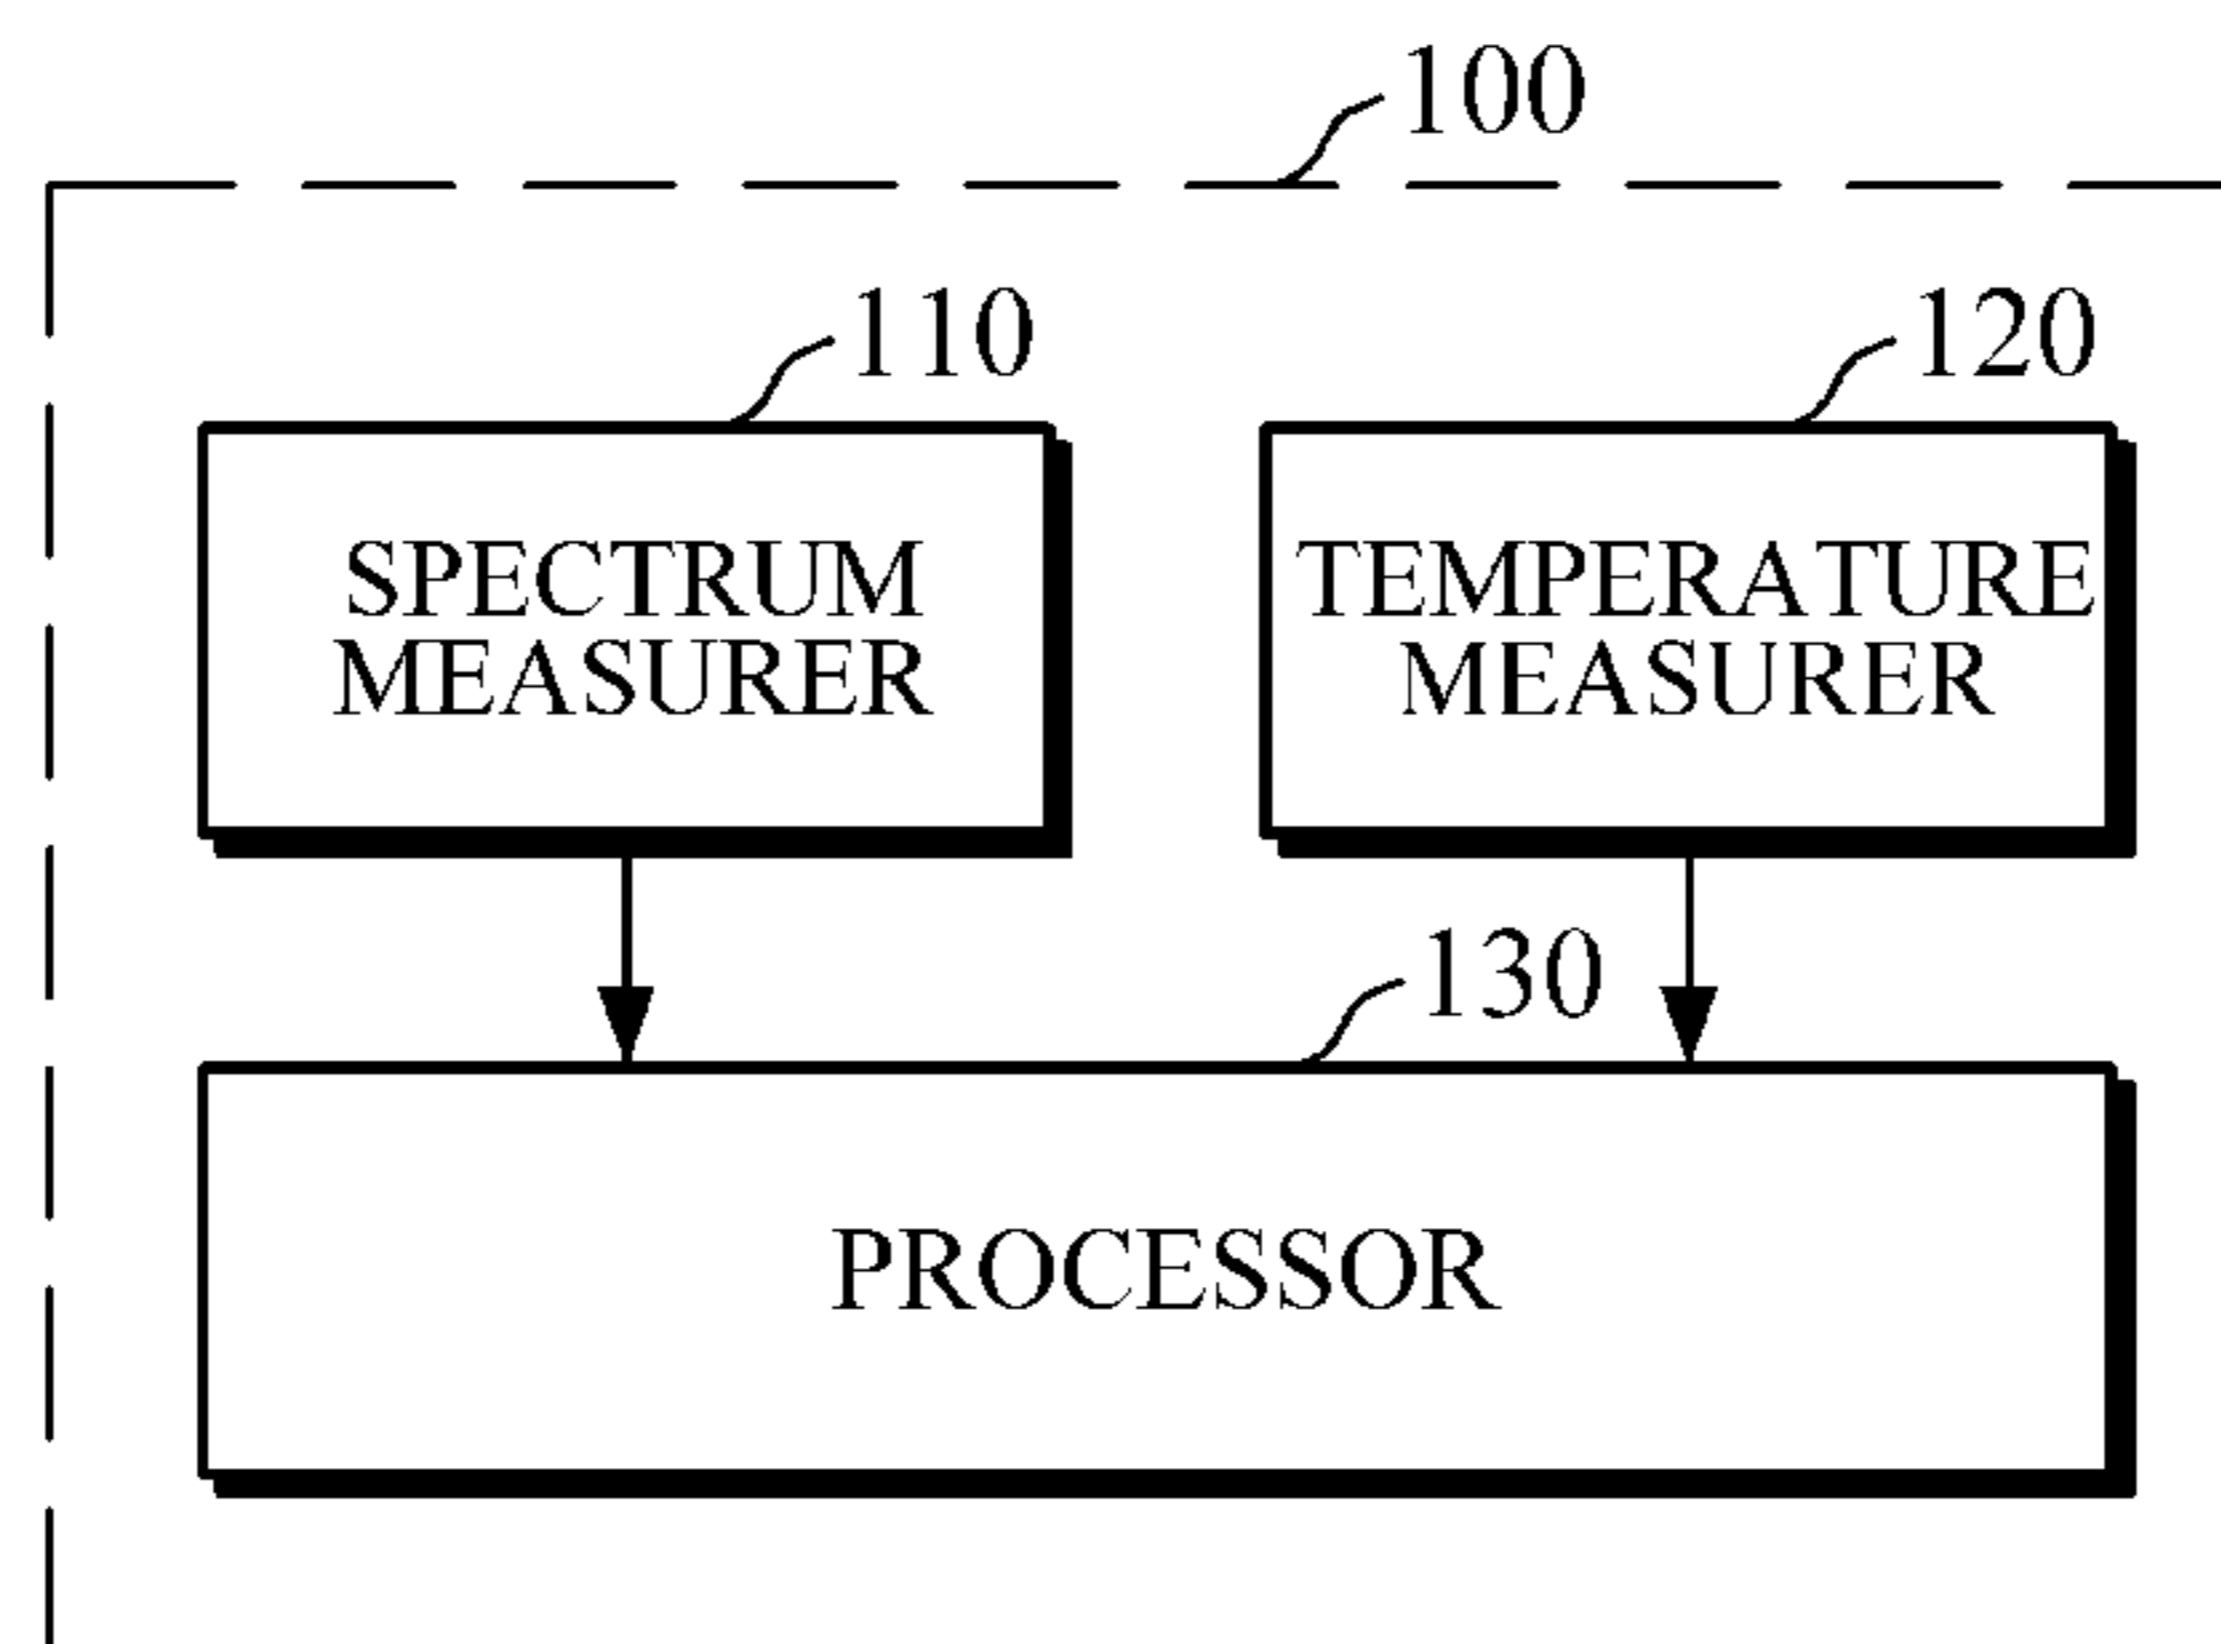 100
110
120
SPECTRUM
MEASURER
TEMPERATURE
MEASURER
130
PROCESSOR